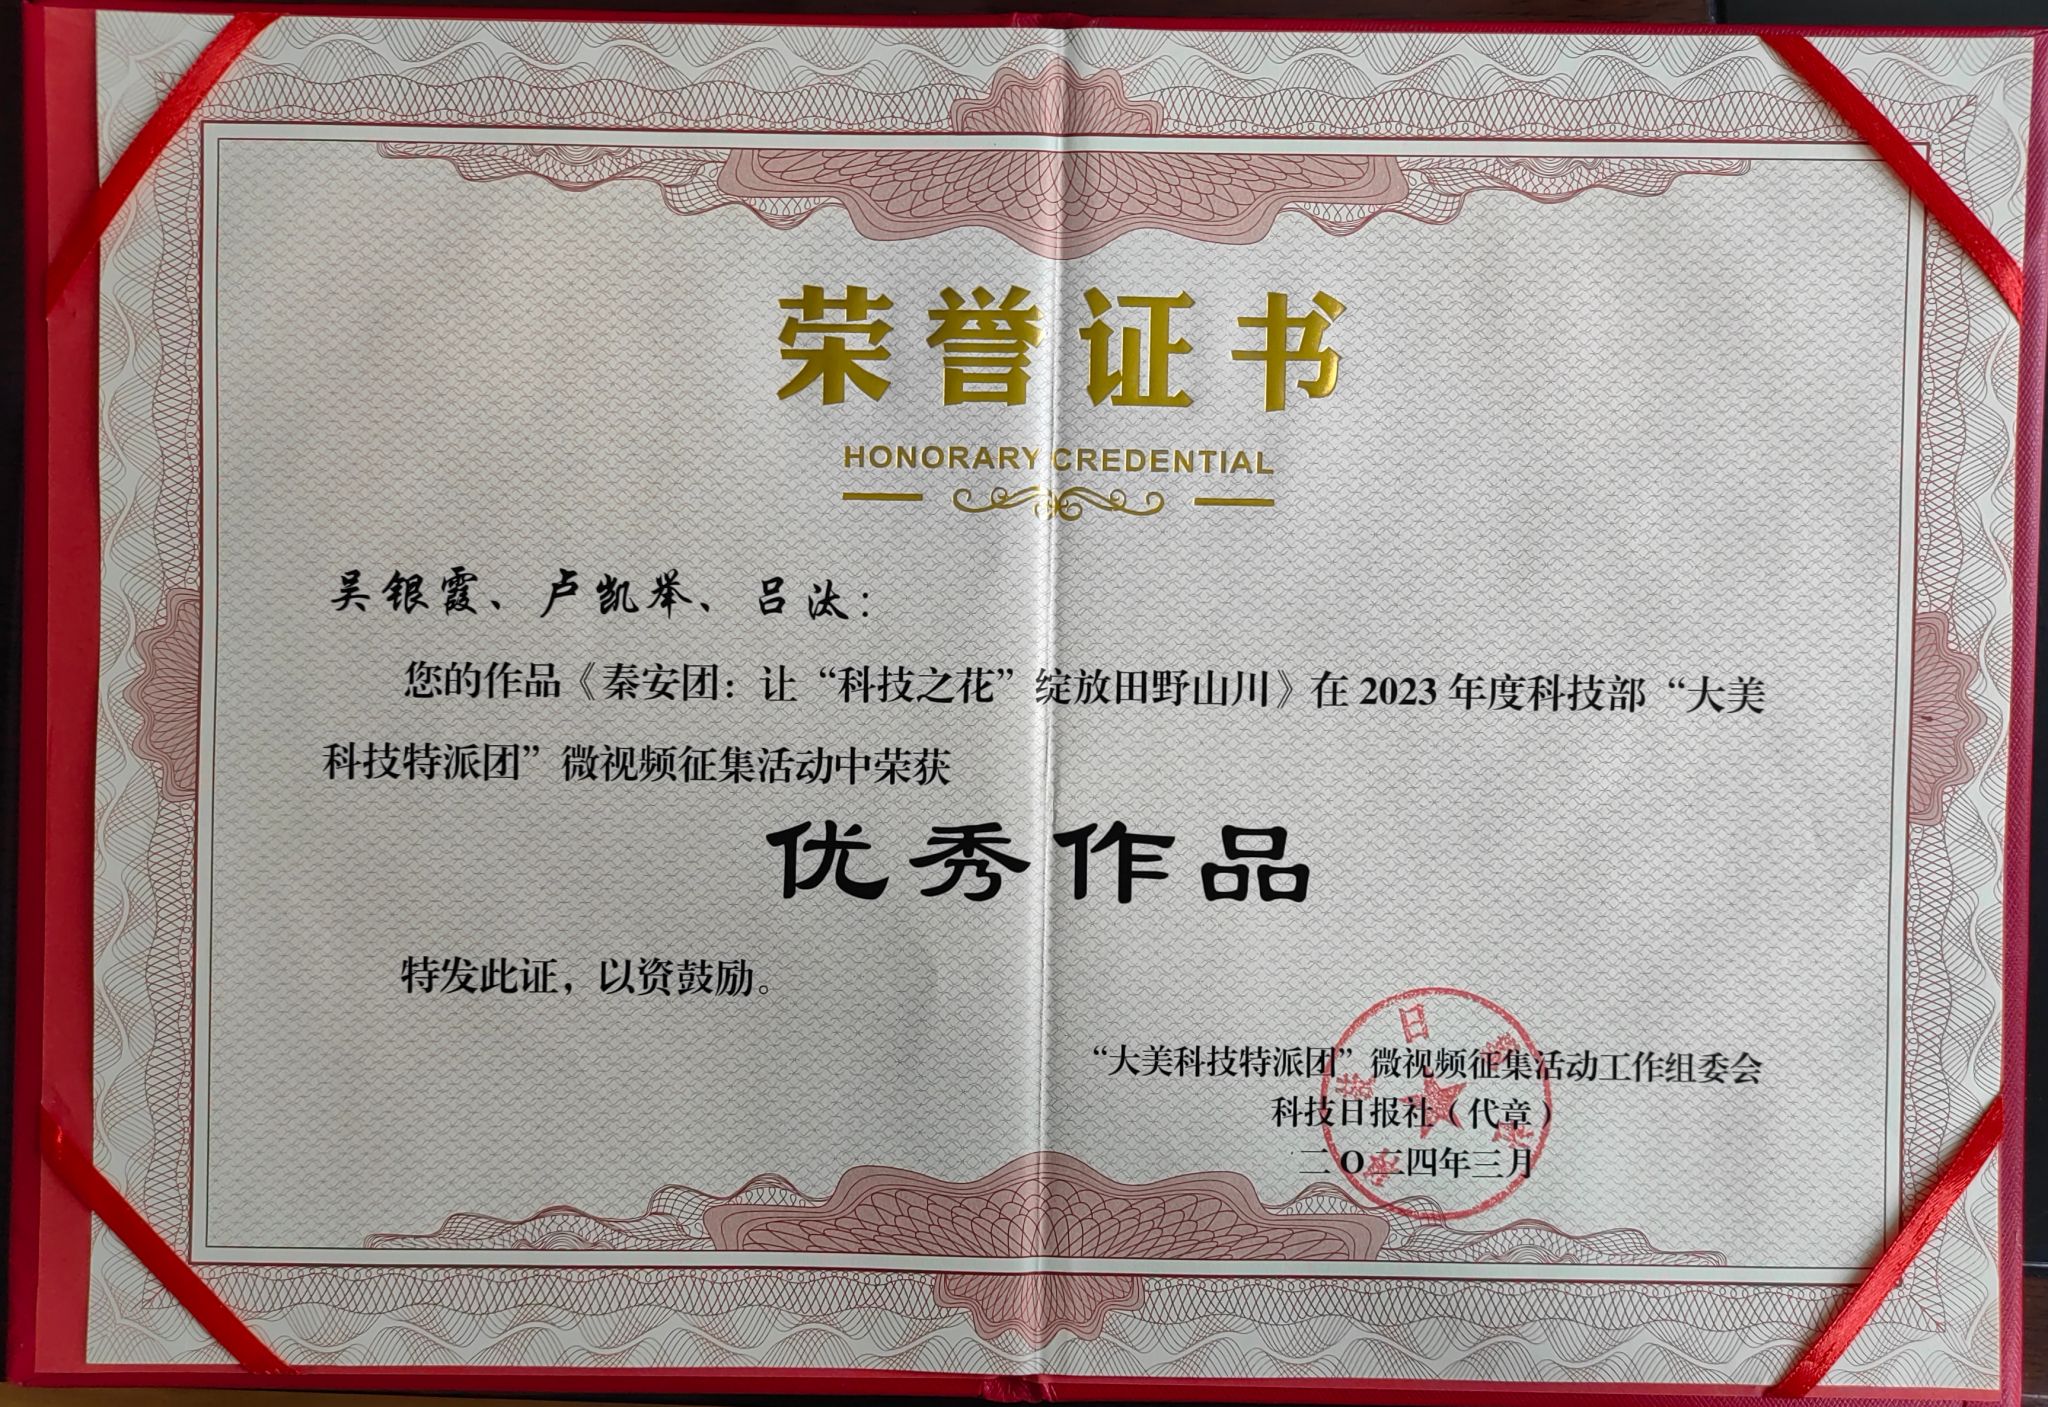 荣誉证书
HONORARY CREDENTIAL
吴银霞、卢凯举、吕汰：
您的作品《秦安团：让“科技之花”绽放田野山川》在2023年度科技部“大美
科技特派团”微视频征集活动中荣获
优秀作品
特发此证，以资鼓励。
“大美科技特派团”微视频征集活动工作组委会
科技日报社（代章）
二O二四年三月
科技日报社